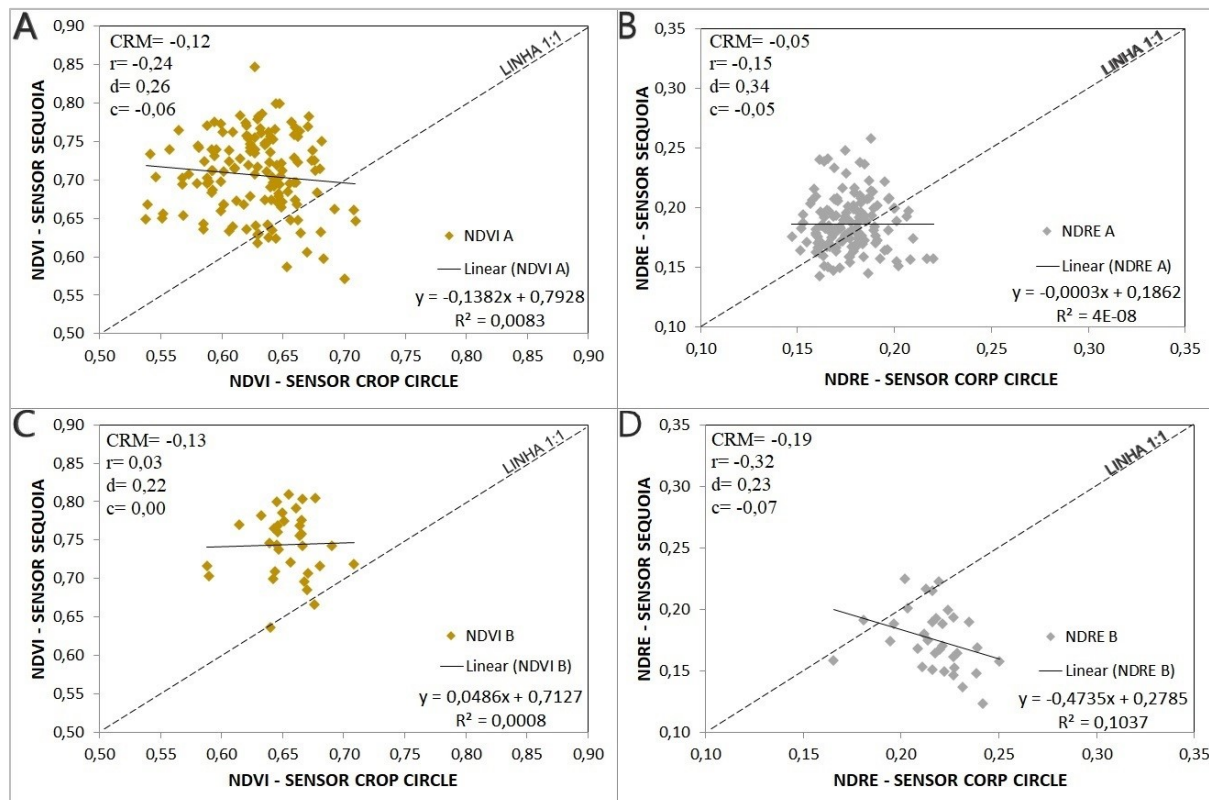 A
CRM= -0,12
r= -0,24
d= 0,26
c= -0,06
LINHA 1:1
0,90
0,85
0,80
0,75
0,70
0,65
0,60
0,55
0,50
NDVI - SENSOR SEQUOIA
NDVI A
Linear (NDVI A)
y = -0,1382x + 0,7928
R² = 0,0083
0,50 0,55 0,60 0,65 0,70 0,75 0,80 0,85 0,90
NDVI - SENSOR CROP CIRCLE
B
CRM= -0,05
r= -0,15
d= 0,34
c= -0,05
LINHA 1:1
0,35
0,30
0,25
0,20
0,15
0,10
NDRE - SENSOR SEQUOIA
NDRE A
Linear (NDRE A)
y = -0,0003x + 0,1862
R² = 4E-08
0,10 0,15 0,20 0,25 0,30 0,35
NDRE - SENSOR CORP CIRCLE
C
CRM= -0,13
r= 0,03
d= 0,22
c= 0,00
LINHA 1:1
0,90
0,85
0,80
0,75
0,70
0,65
0,60
0,55
0,50
NDVI - SENSOR SEQUOIA
NDVI B
Linear (NDVI B)
y = 0,0486x + 0,7127
R² = 0,0008
0,50 0,55 0,60 0,65 0,70 0,75 0,80 0,85 0,90
NDVI - SENSOR CROP CIRCLE
D
CRM= -0,19
r= -0,32
d= 0,23
c= -0,07
LINHA 1:1
0,35
0,30
0,25
0,20
0,15
0,10
NDRE - SENSOR SEQUOIA
NDRE B
Linear (NDRE B)
y = -0,4735x + 0,2785
R² = 0,1037
0,10 0,15 0,20 0,25 0,30 0,35
NDRE - SENSOR CORP CIRCLE